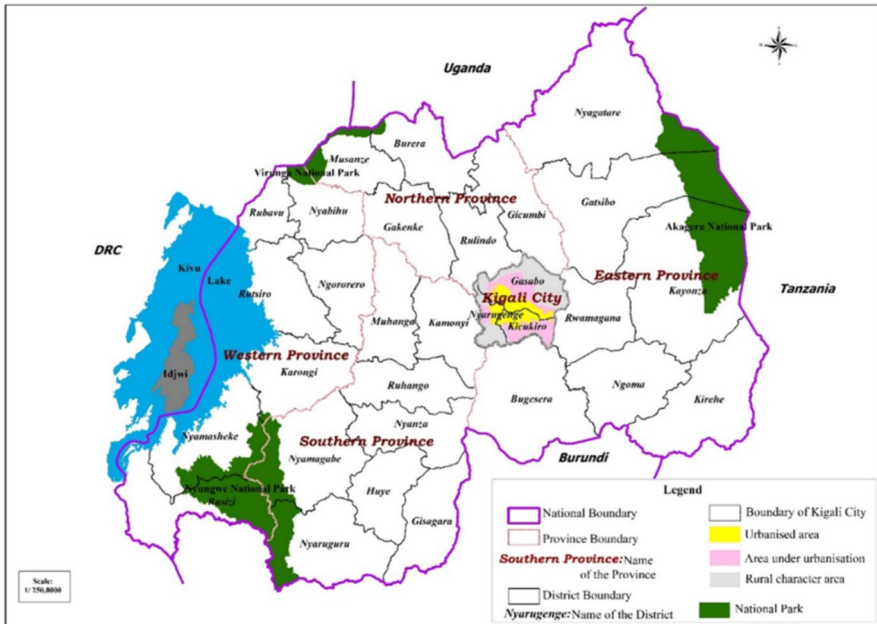 Uganda
Nyagatare
Burera
Musanze
Virunga National Park
Northern Province
Rubavu
Nyabihu
Gakenke
Gicumbi
Gatsibo
Rulindo
Akagera National Park
DRC
Kivu
Lake
Rutsiro
Ngororero
Gasabo
Eastern Province
Kayonza
Kigali City
Tanzania
Muhanga
Kamonyi
Nyarugenge
Kicukiro
Rwamagana
Western Province
Idjwi
Karongi
Ruhango
Bugesera
Ngoma
Kirehe
Nyanza
Nyamasheke
Southern Province
Nyamagabe
Burundi
Nyungwe National Park
Rusizi
Huye
Gisagara
Nyaruguru
Scale:
1/ 250,0000
Legend
National Boundary
Province Boundary
Southern Province:Name
of the Province
District Boundary
Nyarugenge:Name of the District
Boundary of Kigali City
Urbanised area
Area under urbanisation
Rural character area
National Park